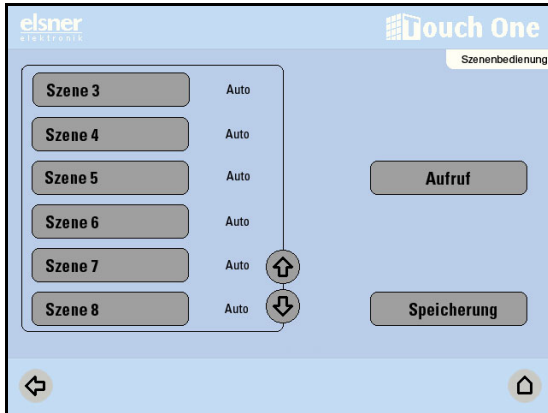 elsner
elektronik
Touch One
Szenenbedienung
Szene 3 Auto
Szene 4 Auto
Szene 5 Auto
Aufruf
Szene 6 Auto
Szene 7 Auto
Szene 8 Auto
Speicherung